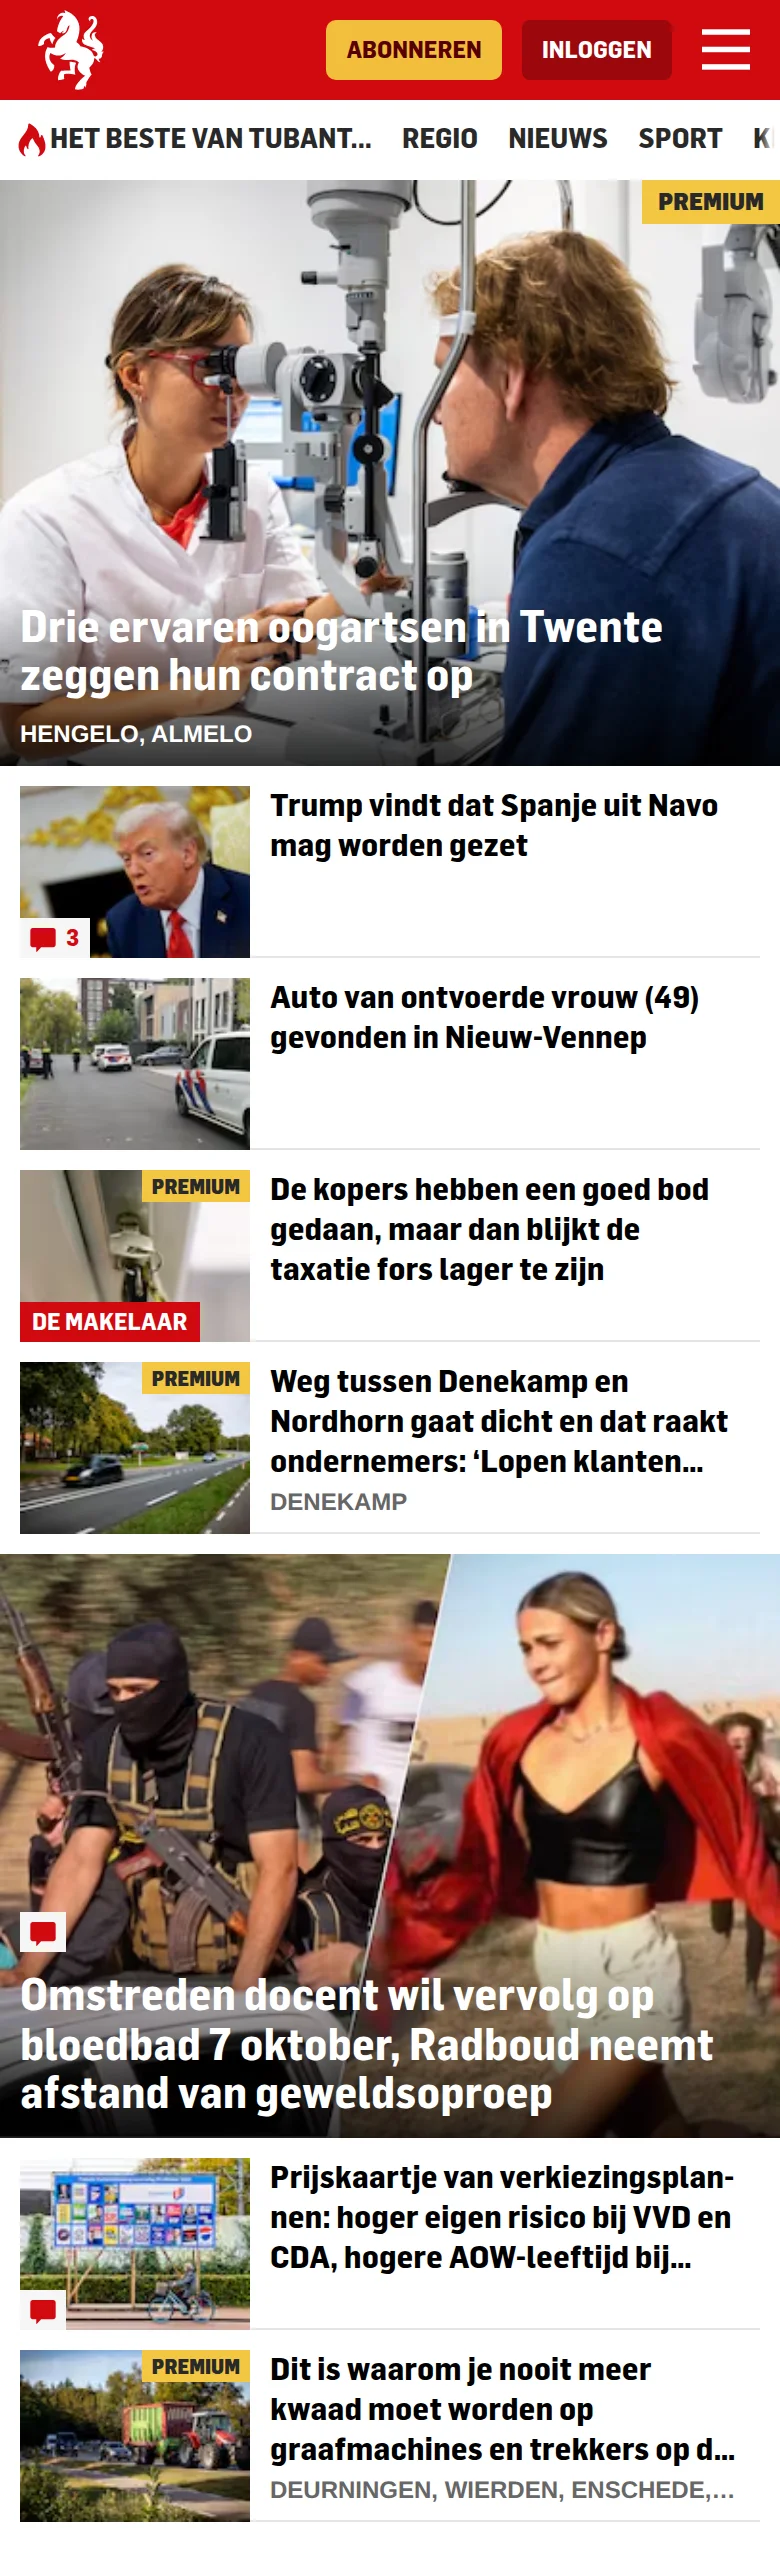 ABONNEREN
INLOGGEN
HET BESTE VAN TUBANT...
REGIO
NIEUWS
SPORT
PREMIUM
Drie ervaren oogartsen in Twente
zeggen hun contract op
HENGELO, ALMELO
Trump vindt dat Spanje uit Navo
mag worden gezet
3
Auto van ontvoerde vrouw (49)
gevonden in Nieuw-Vennep
PREMIUM
DE MAKELAAR
De kopers hebben een goed bod
gedaan, maar dan blijkt de
taxatie fors lager te zijn
PREMIUM
Weg tussen Denekamp en
Nordhorn gaat dicht en dat raakt
ondernemers: ‘Lopen klanten...
DENEKAMP
Omstreden docent wil vervolg op
bloedbad 7 oktober, Radboud neemt
afstand van geweldsoproep
Prijskaartje van verkiezingsplan-
nen: hoger eigen risico bij VVD en
CDA, hogere AOW-leeftijd bij...
PREMIUM
Dit is waarom je nooit meer
kwaad moet worden op
graafmachines en trekkers op d...
DEURNINGEN, WIERDEN, ENSCHEDE,...